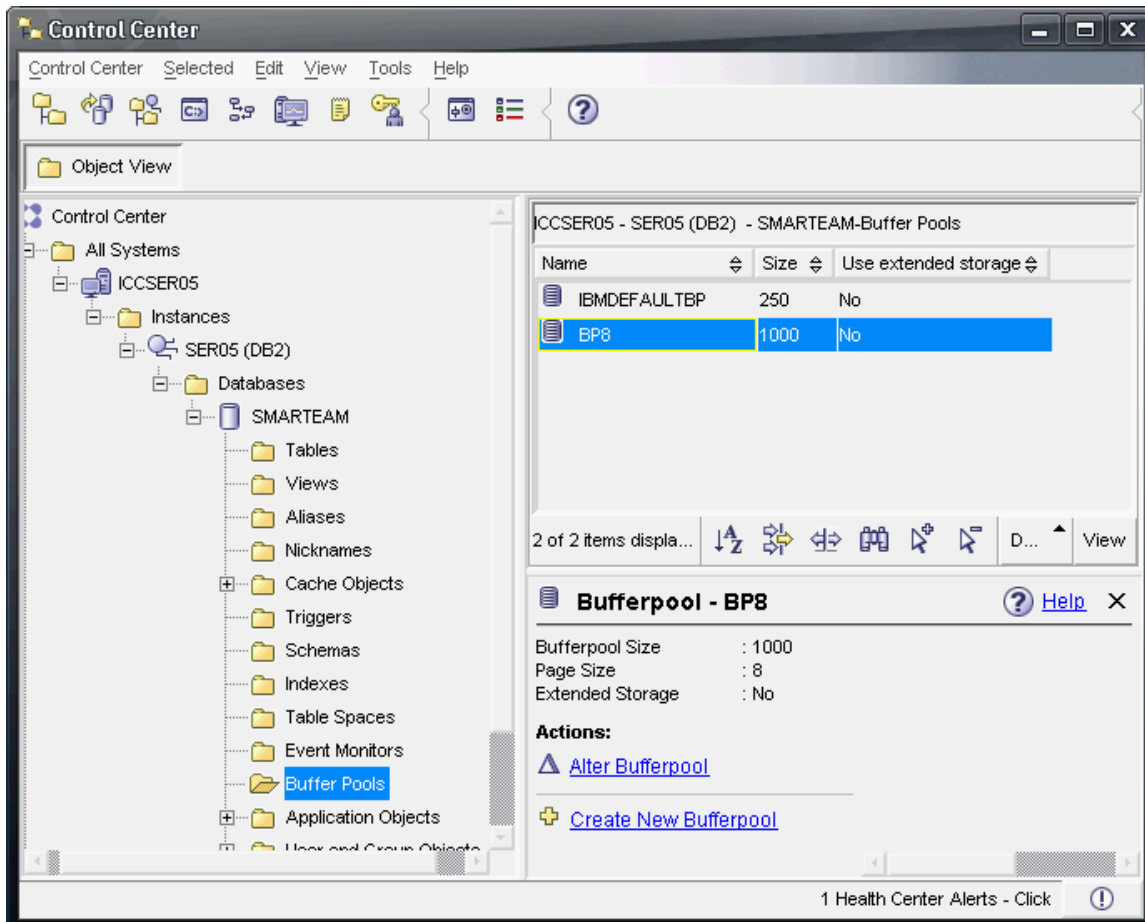 Control Center
Control Center Selected Edit View Tools Help
Object View
Control Center
All Systems
ICCSER05
Instances
SER05 (DB2)
Databases
SMARTEAM
Tables
Views
Aliases
Nicknames
Cache Objects
Triggers
Schemas
Indexes
Table Spaces
Event Monitors
Buffer Pools
Application Objects
User and Group Objects
ICCSER05 - SER05 (DB2) - SMARTEAM-Buffer Pools
Name Size Use extended storage
IBMDEFAULTBP 250 No
BP8 1000 No
2 of 2 items displa... D... View
Bufferpool - BP8 Help
Bufferpool Size : 1000
Page Size : 8
Extended Storage : No
Actions:
Alter Bufferpool
Create New Bufferpool
1 Health Center Alerts - Click